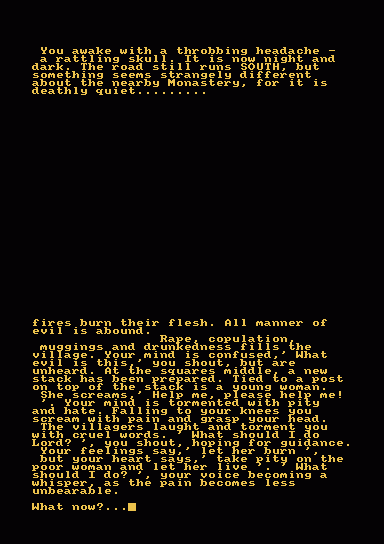 You awake with a throbbing headache -
a rattling skull. It is now night and
dark. The road still runs SOUTH, but
something seems strangely different
about the nearby Monastery, for it is
deathly quiet.........
fires burn their flesh. All manner of
evil is abound.
Rape, copulation,
muggings and drunkedness fills the
village. Your mind is confused,' What
evil is this,' you shout, but are
unheard. At the squares middle, a new
stack has been prepared. Tied to a post
on top of the stack is a young woman.
She screams,' Help me, please help me!
'. Your mind is tormented with pity
and hate. Falling to your knees you
scream with pain and grasp your head.
The villagers laught and torment you
with cruel words. ' What should I do
Lord? ', you shout, hoping for guidance.
Your feelings say,' let her burn ',
but your heart says,' take pity on the
poor woman and let her live '. ' What
should I do? ', your voice becoming a
whisper, as the pain becomes less
unbearable.
What now?...